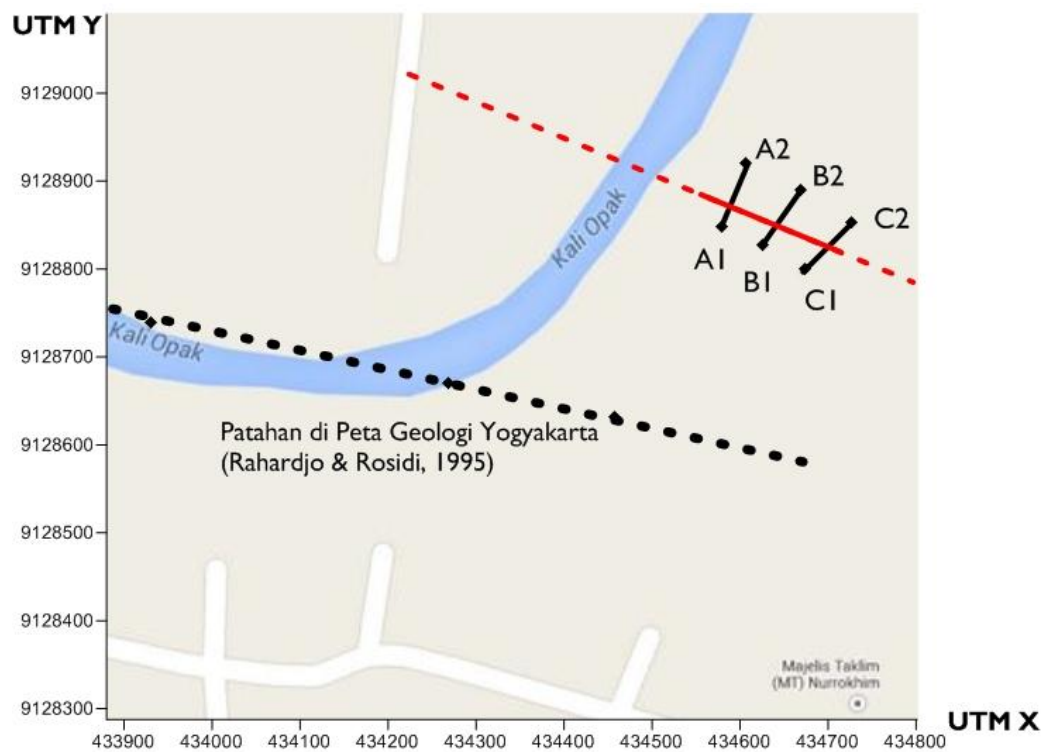 UTM Y
9129000
9128900
9128800
9128700
9128600
9128500
9128400
9128300
A2
B2
C2
A1
B1
C1
Kali Opak
Kali Opak
Patahan di Peta Geologi Yogyakarta
(Rahardjo & Rosidi, 1995)
Majelis Taklim
(MT) Nurrokhim
433900 434000 434100 434200 434300 434400 434500 434600 434700 434800
UTM X